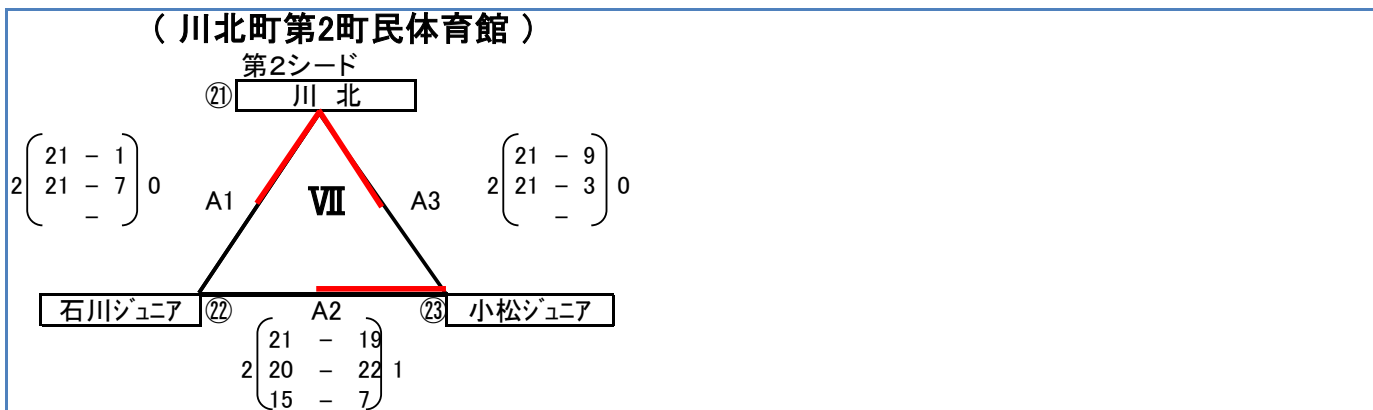 （ 川北町第2町民体育館 ）
第2シード
㉑ 川 北
21 － 1
2 21 － 7 0
－
A1
Ⅶ
A3
21 － 9
2 21 － 3 0
－
石川ｼﾞｭﾆｱ ㉒ A2 ㉓ 小松ｼﾞｭﾆｱ
21 － 19
2 20 － 22 1
15 － 7